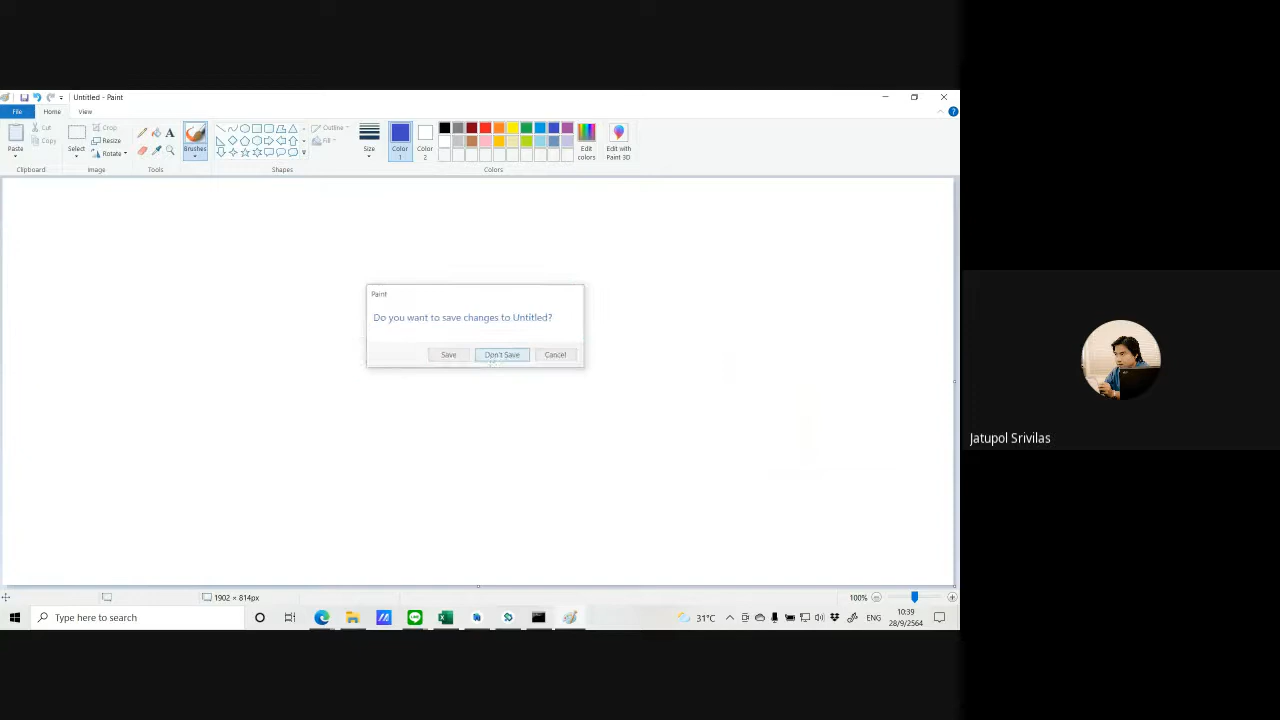 Untitled - Paint
File Home View
Paste
Cut
Copy
Clipboard
Select
Crop
Resize
Rotate
Image
Tools
Brushes
Shapes
Outline
Fill
Size
Color 1
Color 2
Edit colors
Colors
Edit with Paint 3D
Paint
Do you want to save changes to Untitled?
Save Don't Save Cancel
Jatupol Srivilas
1902 × 814px
100%
Type here to search
31°C
ENG
10:39
28/9/2564